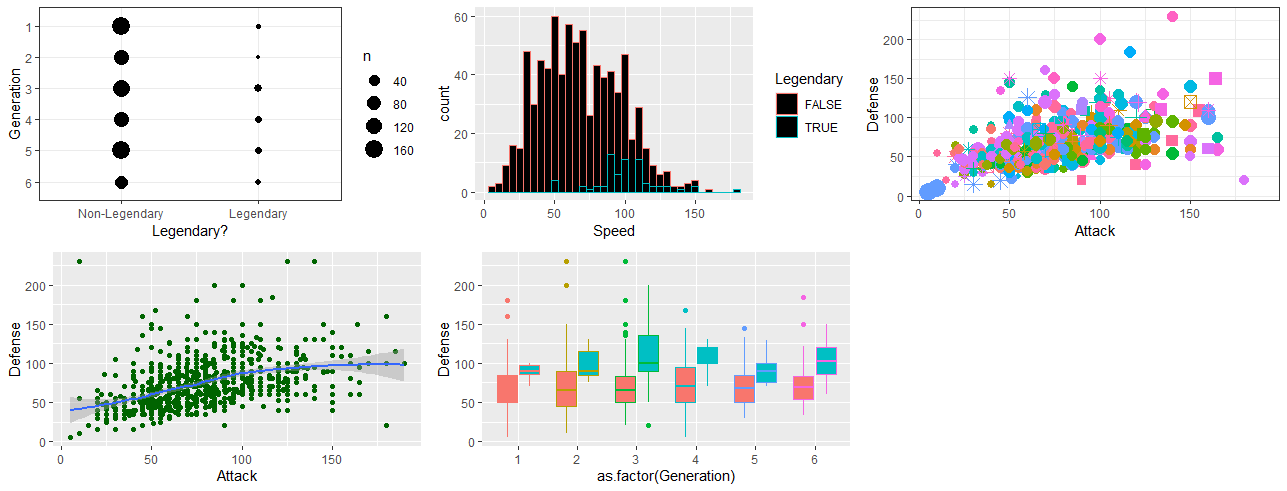 Generation
1
2
3
4
5
6
Non-Legendary Legendary
Legendary?
n
40
80
120
160
count
60
40
20
0
0 50 100 150
Speed
Legendary
FALSE
TRUE
Defense
200
150
100
50
0
50 100 150
Attack
Defense
200
150
100
50
0
0 50 100 150
Attack
Defense
200
150
100
50
0
1 2 3 4 5 6
as.factor(Generation)